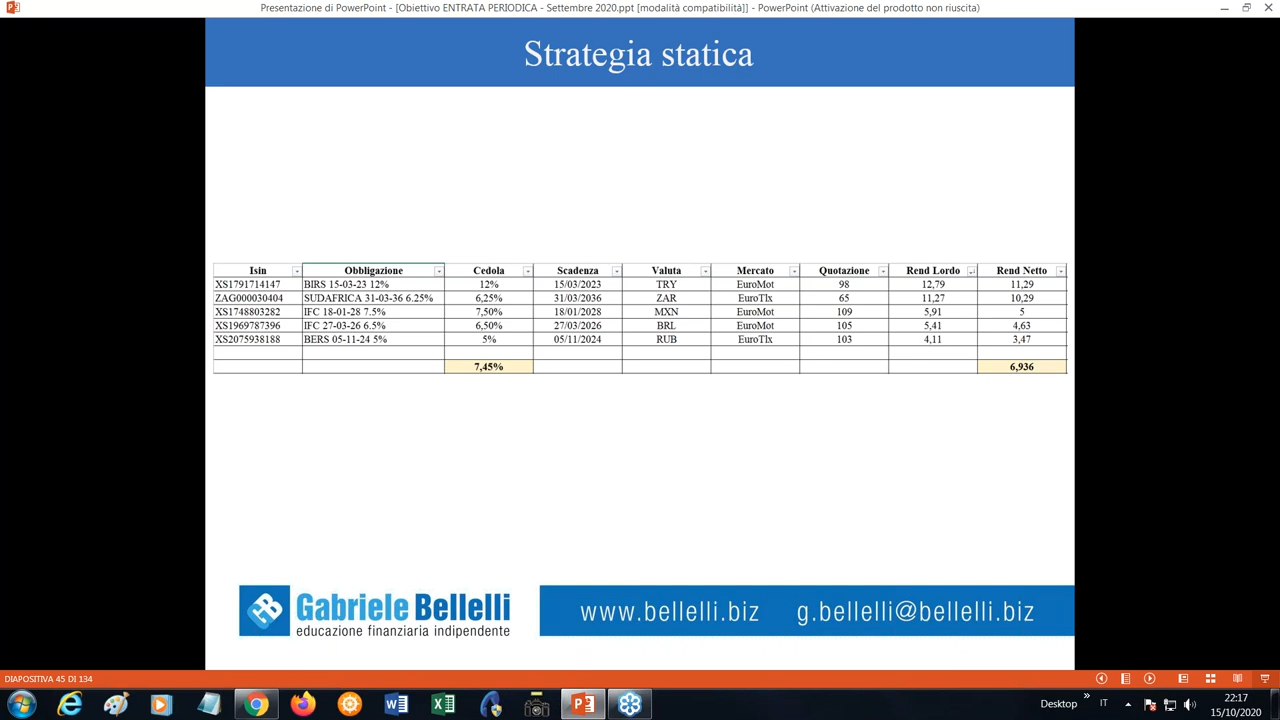 Presentazione di PowerPoint - [Obiettivo ENTRATA PERIODICA - Settembre 2020.ppt [modalità compatibilità]] - PowerPoint (Attivazione del prodotto non riuscita)
Strategia statica
Isin Obbligazione Cedola Scadenza Valuta Mercato Quotazione Rend Lordo Rend Netto
XS1791714147 BIRS 15-03-23 12% 12% 15/03/2023 TRY EuroMot 98 12,79 11,29
ZAG000030404 SUDAFRICA 31-03-36 6.25% 6,25% 31/03/2036 ZAR EuroTlx 65 11,27 10,29
XS1748803282 IFC 18-01-28 7.5% 7,50% 18/01/2028 MXN EuroMot 109 5,91 5
XS1969787396 IFC 27-03-26 6.5% 6,50% 27/03/2026 BRL EuroMot 105 5,41 4,63
XS2075938188 BERS 05-11-24 5% 5% 05/11/2024 RUB EuroTlx 103 4,11 3,47
7,45% 6,936
Gabriele Bellelli
educazione finanziaria indipendente
www.bellelli.biz g.bellelli@bellelli.biz
DIAPOSITIVA 45 DI 134
Desktop » IT 22:17
15/10/2020